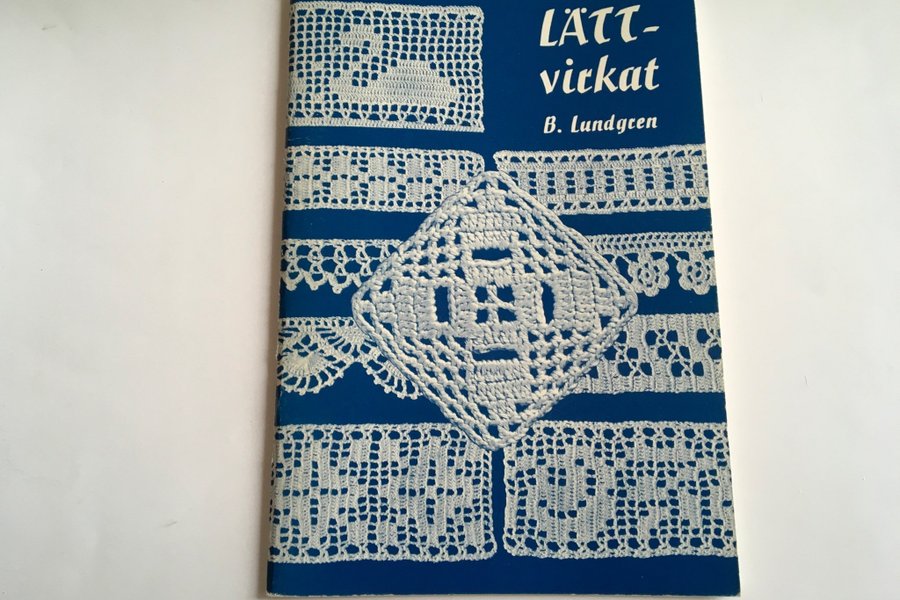 LÄTT-
virkat
B. Lundgren